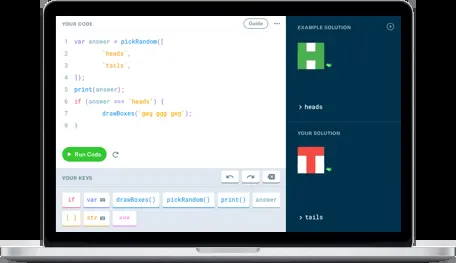 YOUR CODE
Guide
1 var answer = pickRandom([
2 `heads`,
3 `tails`,
4 ]);
5 print(answer);
6 if (answer === `heads`) {
7 drawBoxes(`gwg ggg gwg`);
8 }
Run Code
YOUR KEYS
if var drawBoxes() pickRandom() print() answer
[ ] str ===
EXAMPLE SOLUTION
> heads
YOUR SOLUTION
> tails